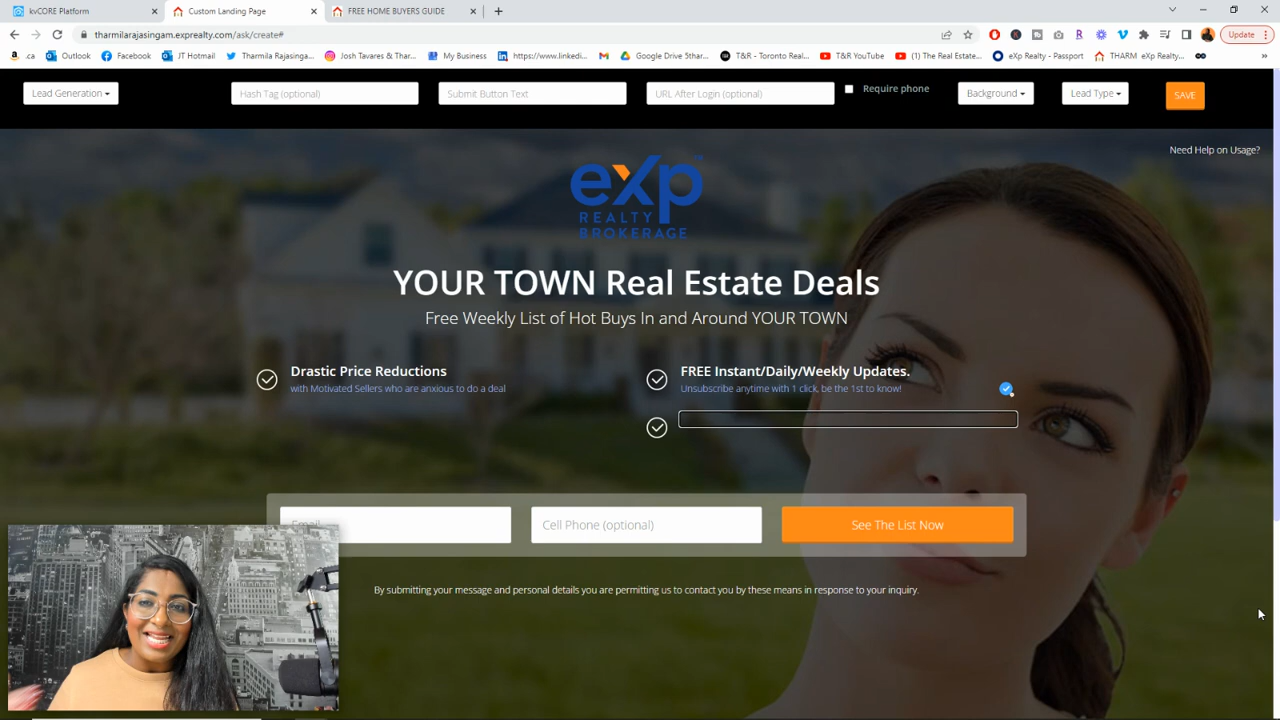 kvCORE Platform
Custom Landing Page
FREE HOME BUYERS GUIDE
tharmilarajasingam.exprealty.com/ask/create#
Update
.ca
Outlook
Facebook
JT Hotmail
Tharmila Rajasinga...
Josh Tavares & Thar...
My Business
https://www.linkedi...
Google Drive 5thar...
T&R - Toronto Real...
T&R YouTube
(1) The Real Estate...
eXp Realty - Passport
THARM eXp Realty...
»
Lead Generation
Hash Tag (optional)
Submit Button Text
URL After Login (optional)
Require phone
Background
Lead Type
SAVE
Need Help on Usage?
eXp
REALTY
BROKERAGE
YOUR TOWN Real Estate Deals
Free Weekly List of Hot Buys In and Around YOUR TOWN
Drastic Price Reductions
with Motivated Sellers who are anxious to do a deal
FREE Instant/Daily/Weekly Updates.
Unsubscribe anytime with 1 click, be the 1st to know!
Email
Cell Phone (optional)
See The List Now
By submitting your message and personal details you are permitting us to contact you by these means in response to your inquiry.